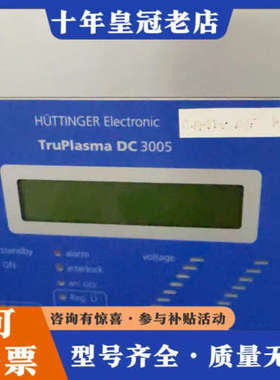 十年皇冠老店
HÜTTINGER Electronic
TruPlasma DC 3005
standby
ON
alarm
interlock
arc
Reg.
voltage
可
票
咨询有惊喜·参与补贴活动
型号齐全·质量无